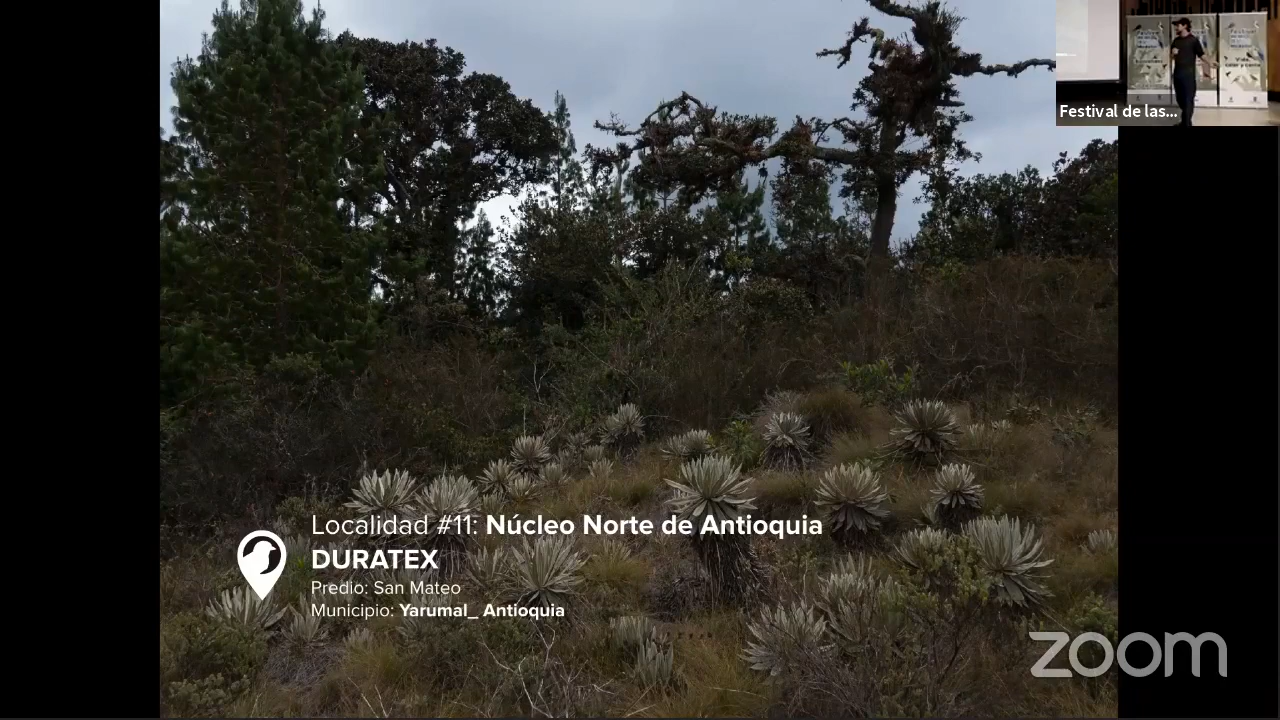 Festival de las...
Localidad #11: Núcleo Norte de Antioquia
DURATEX
Predio: San Mateo
Municipio: Yarumal_ Antioquia
zoom